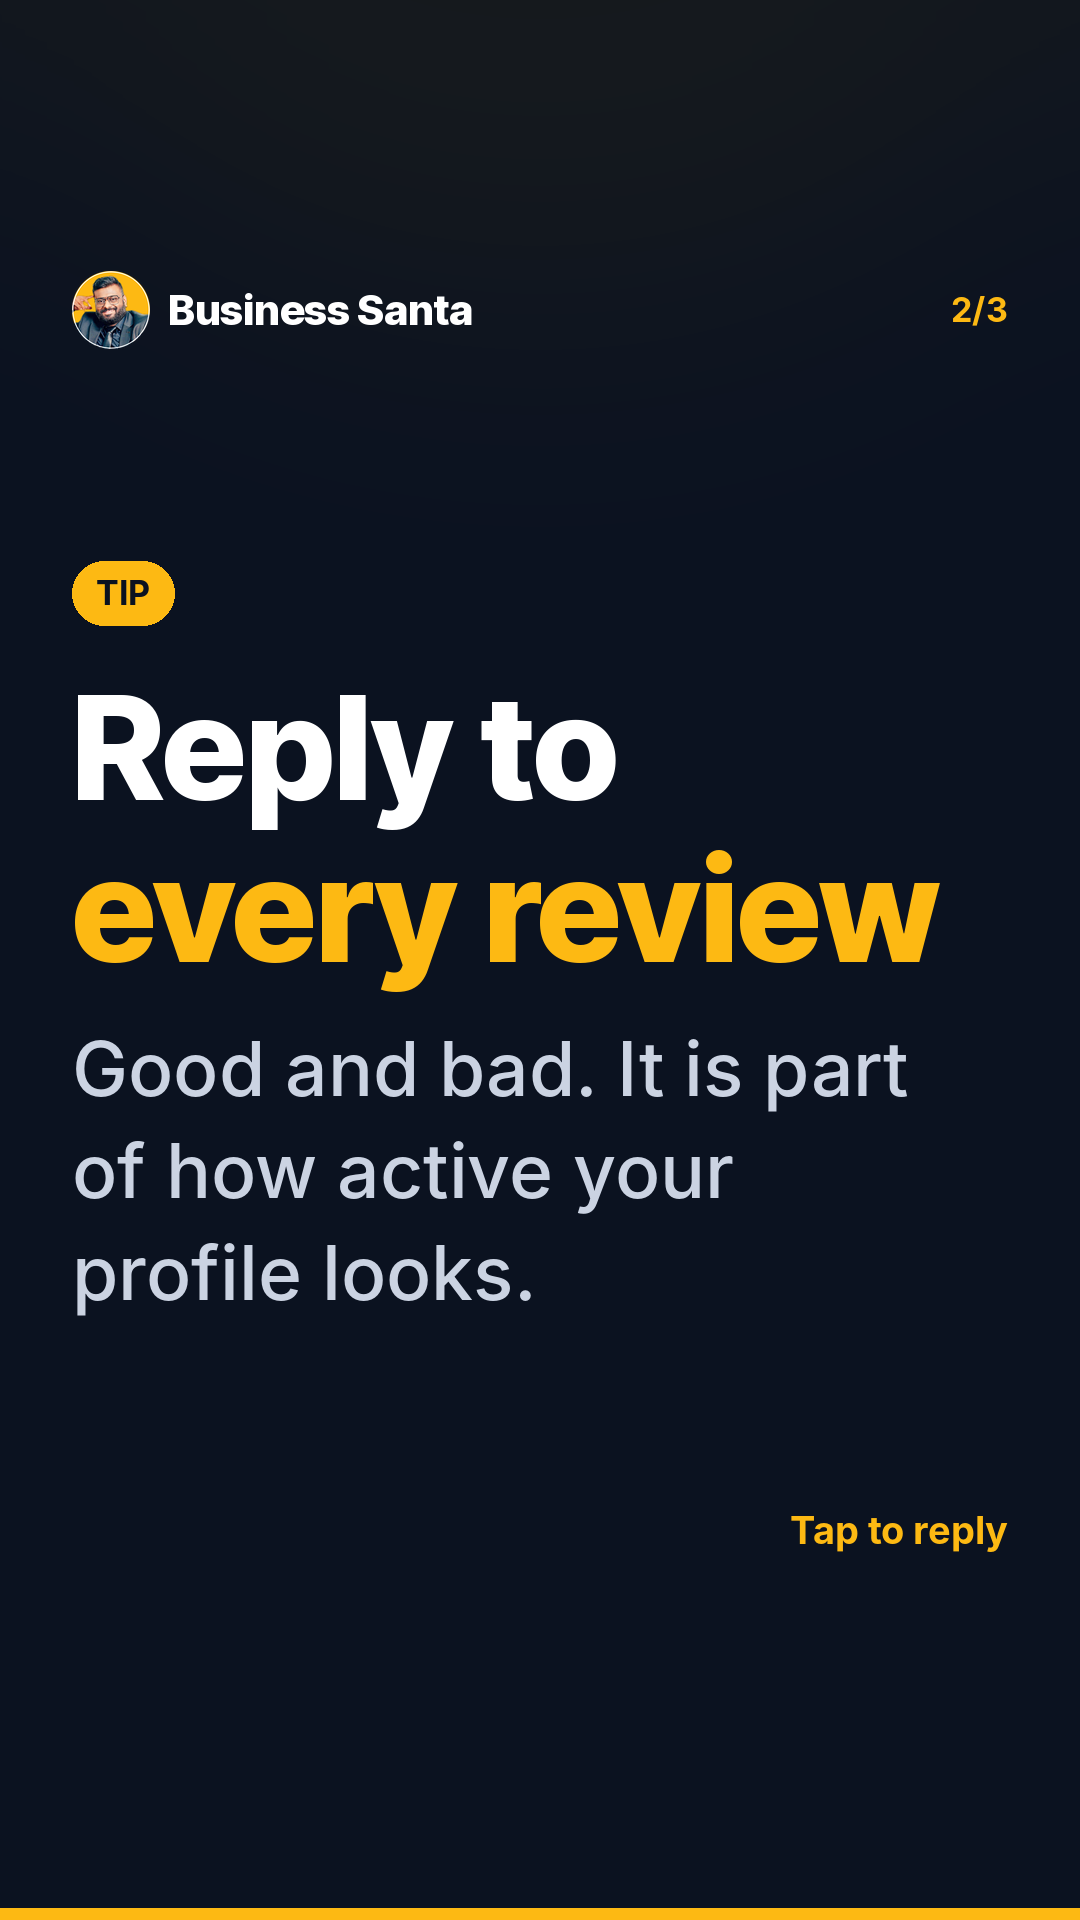 Business Santa
2/3
TIP
Reply to
every review
Good and bad. It is part
of how active your
profile looks.
Tap to reply